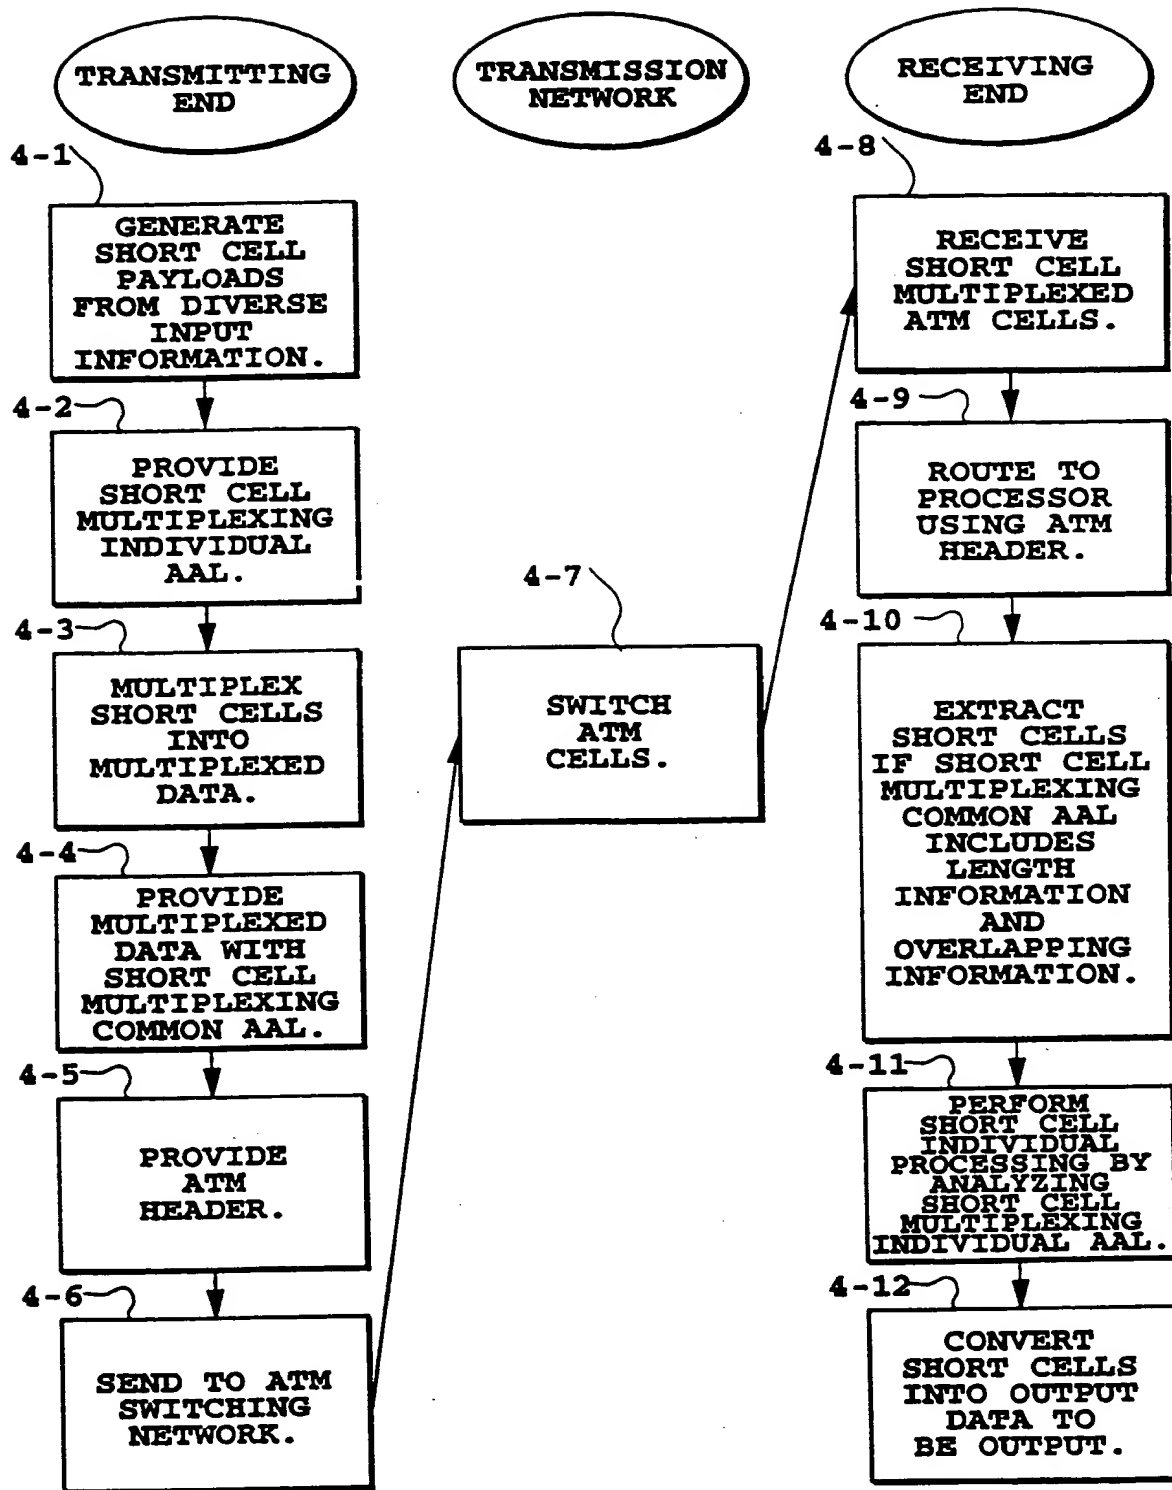 TRANSMITTING
END
4-1
GENERATE
SHORT CELL
PAYLOADS
FROM DIVERSE
INPUT
INFORMATION.
4-2
PROVIDE
SHORT CELL
MULTIPLEXING
INDIVIDUAL
AAL.
4-3
MULTIPLEX
SHORT CELLS
INTO
MULTIPLEXED
DATA.
4-4
PROVIDE
MULTIPLEXED
DATA WITH
SHORT CELL
MULTIPLEXING
COMMON AAL.
4-5
PROVIDE
ATM
HEADER.
4-6
SEND TO ATM
SWITCHING
NETWORK.
TRANSMISSION
NETWORK
4-7
SWITCH
ATM
CELLS.
RECEIVING
END
4-8
RECEIVE
SHORT CELL
MULTIPLEXED
ATM CELLS.
4-9
ROUTE TO
PROCESSOR
USING ATM
HEADER.
4-10
EXTRACT
SHORT CELLS
IF SHORT CELL
MULTIPLEXING
COMMON AAL
INCLUDES
LENGTH
INFORMATION
AND
OVERLAPPING
INFORMATION.
4-11
PERFORM
SHORT CELL
INDIVIDUAL
PROCESSING BY
ANALYZING
SHORT CELL
MULTIPLEXING
INDIVIDUAL AAL.
4-12
CONVERT
SHORT CELLS
INTO OUTPUT
DATA TO
BE OUTPUT.